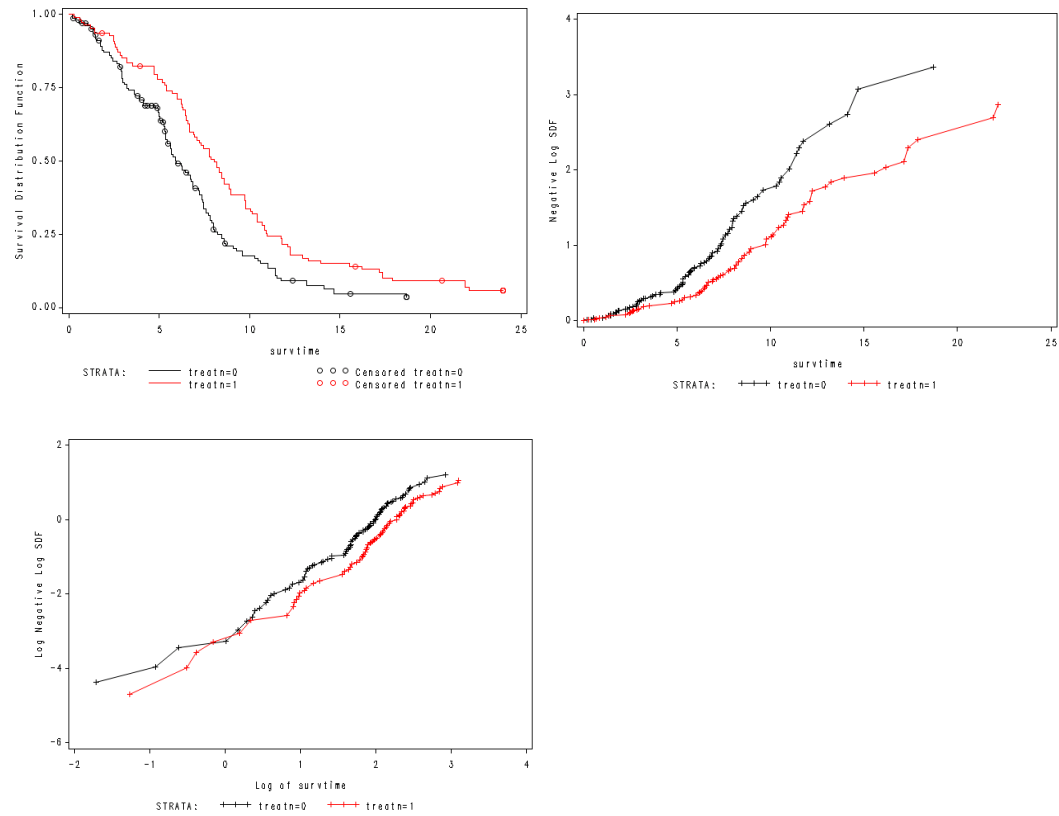 1.00
0.75
0.50
0.25
0.00
Survival Distribution Function
0 5 10 15 20 25
survtime
STRATA: treatn=0 Censored treatn=0
treatn=1 Censored treatn=1
4
3
2
1
0
Negative Log SDF
0 5 10 15 20 25
survtime
STRATA: treatn=0 treatn=1
2
0
-2
-4
-6
Log Negative Log SDF
-2 -1 0 1 2 3 4
Log of survtime
STRATA: treatn=0 treatn=1